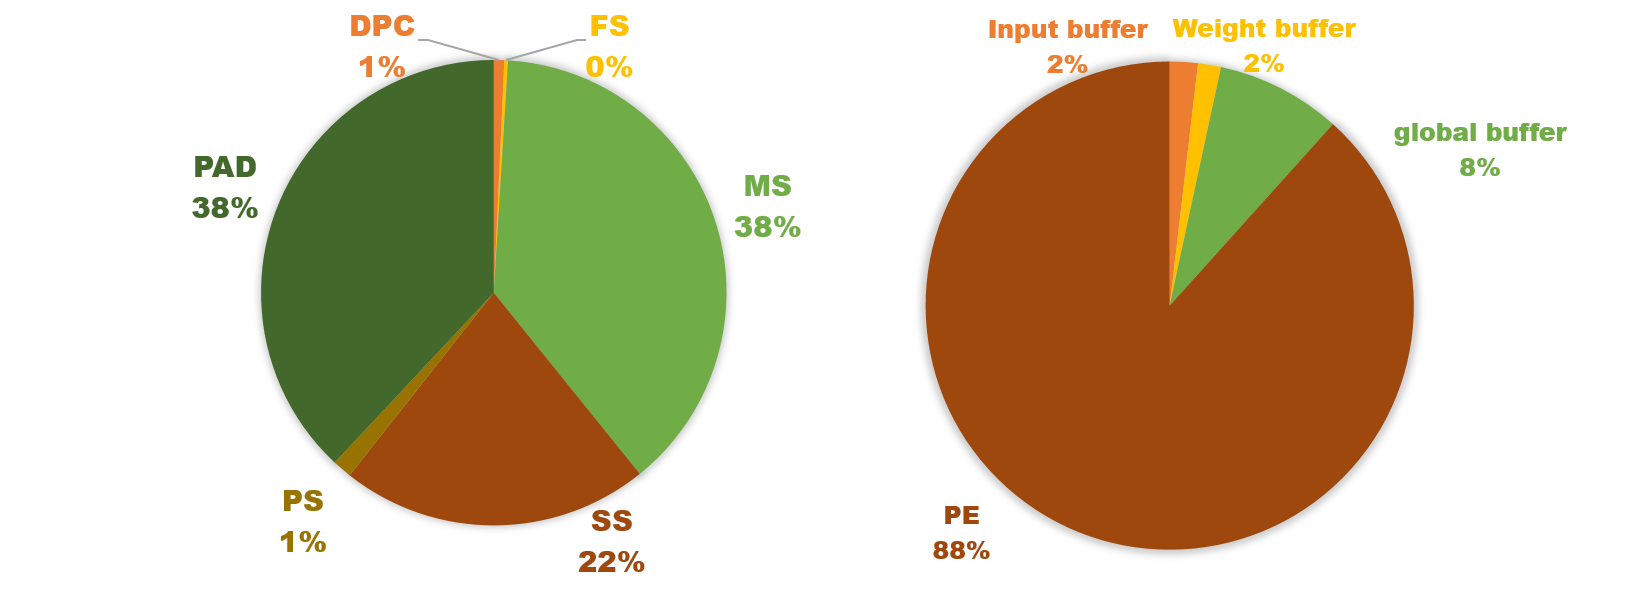 DPC
1%
FS
0%
MS
38%
PAD
38%
PS
1%
SS
22%
Input buffer
2%
Weight buffer
2%
global buffer
8%
PE
88%